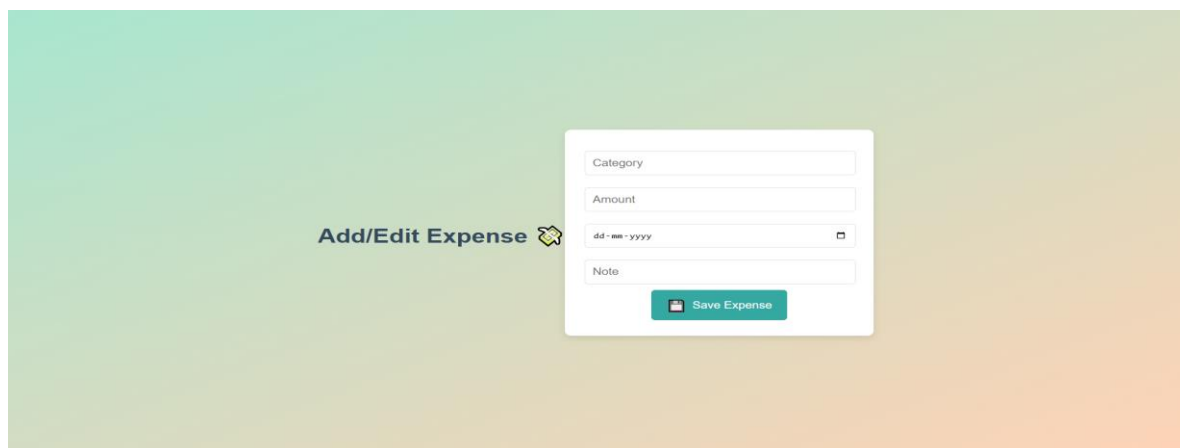 Add/Edit Expense
Category
Amount
dd-mm-yyyy
Note
Save Expense